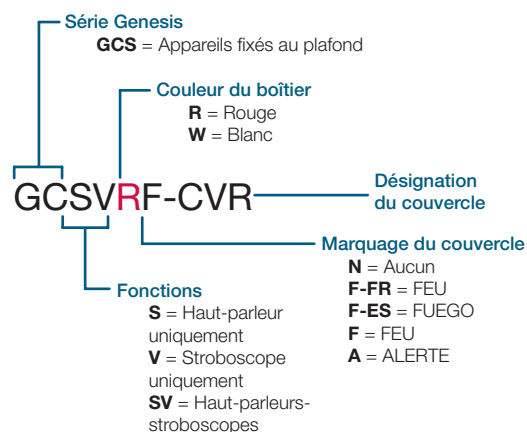 Série Genesis
GCS = Appareils fixés au plafond
Couleur du boîtier
R = Rouge
W = Blanc
GCSVRF-CVR
Désignation
du couvercle
Marquage du couvercle
N = Aucun
F-FR = FEU
F-ES = FUEGO
F = FEU
A = ALERTE
Fonctions
S = Haut-parleur
uniquement
V = Stroboscope
uniquement
SV = Haut-parleurs-
stroboscopes